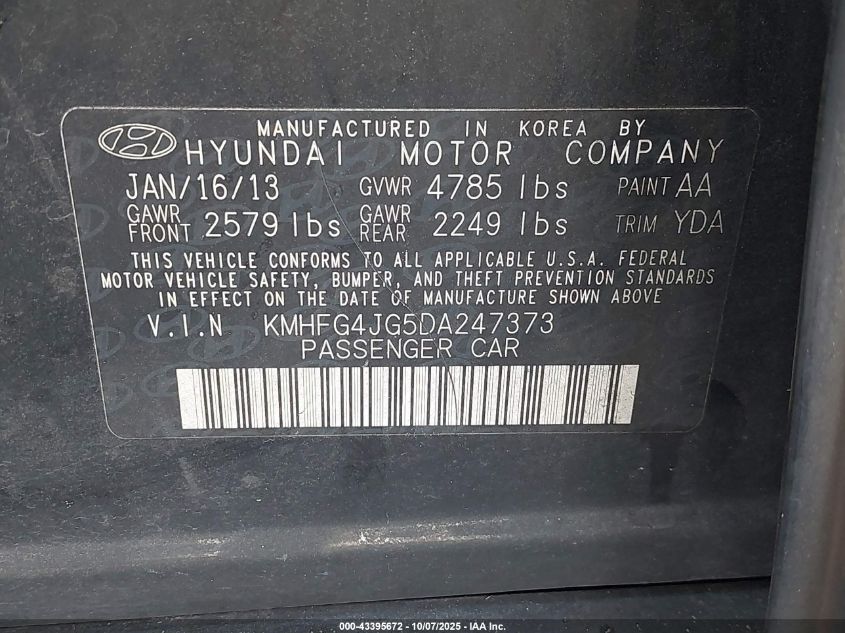 MANUFACTURED IN KOREA BY
HYUNDAI MOTOR COMPANY
JAN/16/13 GVWR 4785 lbs PAINT AA
GAWR FRONT 2579 lbs GAWR REAR 2249 lbs TRIM YDA
THIS VEHICLE CONFORMS TO ALL APPLICABLE U.S.A. FEDERAL
MOTOR VEHICLE SAFETY, BUMPER, AND THEFT PREVENTION STANDARDS
IN EFFECT ON THE DATE OF MANUFACTURE SHOWN ABOVE
V.I.N KMHFG4JG5DA247373
PASSENGER CAR
000-43395672 - 10/07/2025 - IAA Inc.